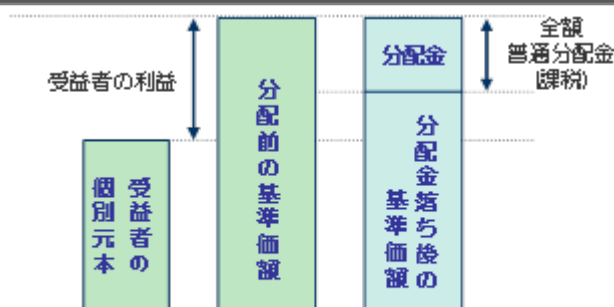 全額
普通分配金
(課税)
分配金
受益者の利益
受益者の
個別元本
分配前の基準価額
分配金落ち後の
基準価額